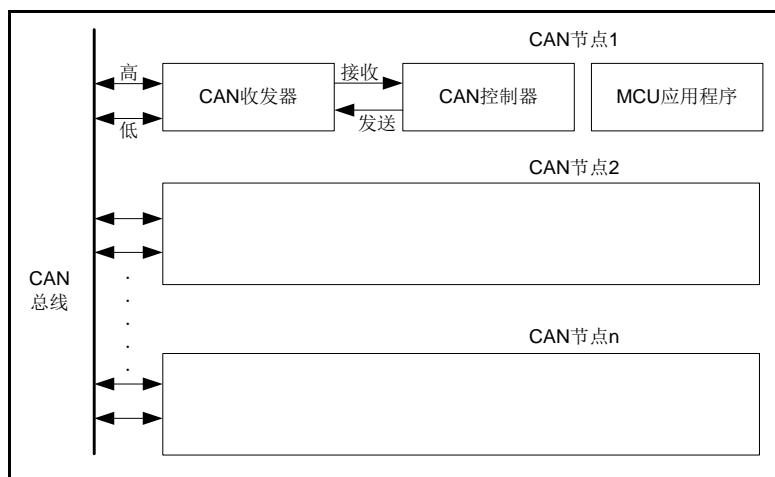 CAN节点1
高
接收
CAN收发器
CAN控制器
MCU应用程序
低
发送
CAN节点2
CAN
总线
CAN节点n